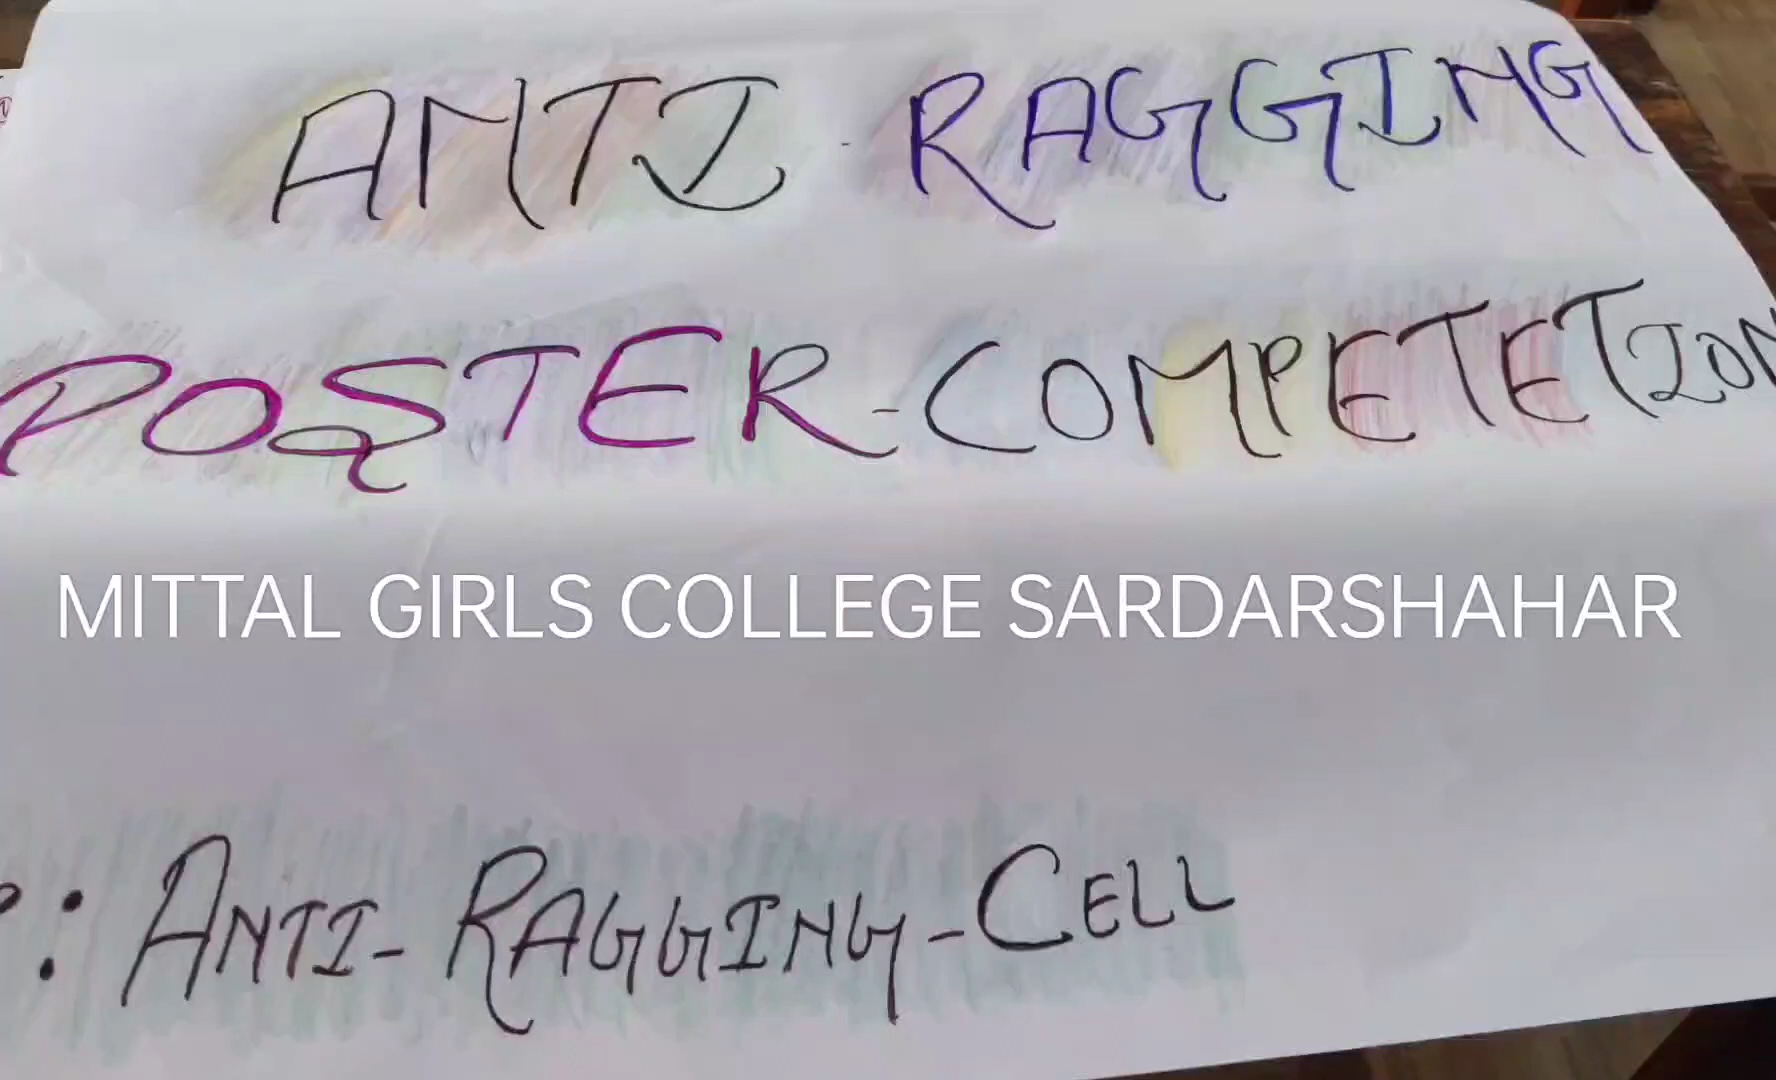 ANTI-RAGGING
POSTER-COMPETETION
MITTAL GIRLS COLLEGE SARDARSHAHAR
: ANTI-RAGGING-CELL